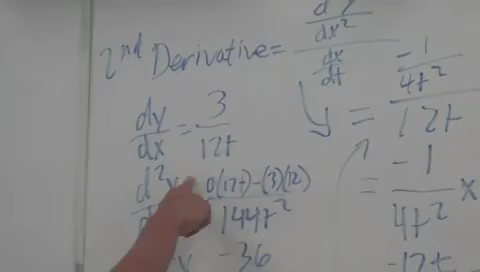 2nd Derivative =
dx²
dx
dt
dy/dx = 3/12t
0(12t)-(3)(12)
144t²
-36
y = -1/4t²
12t
= -1/4t² x
-12t